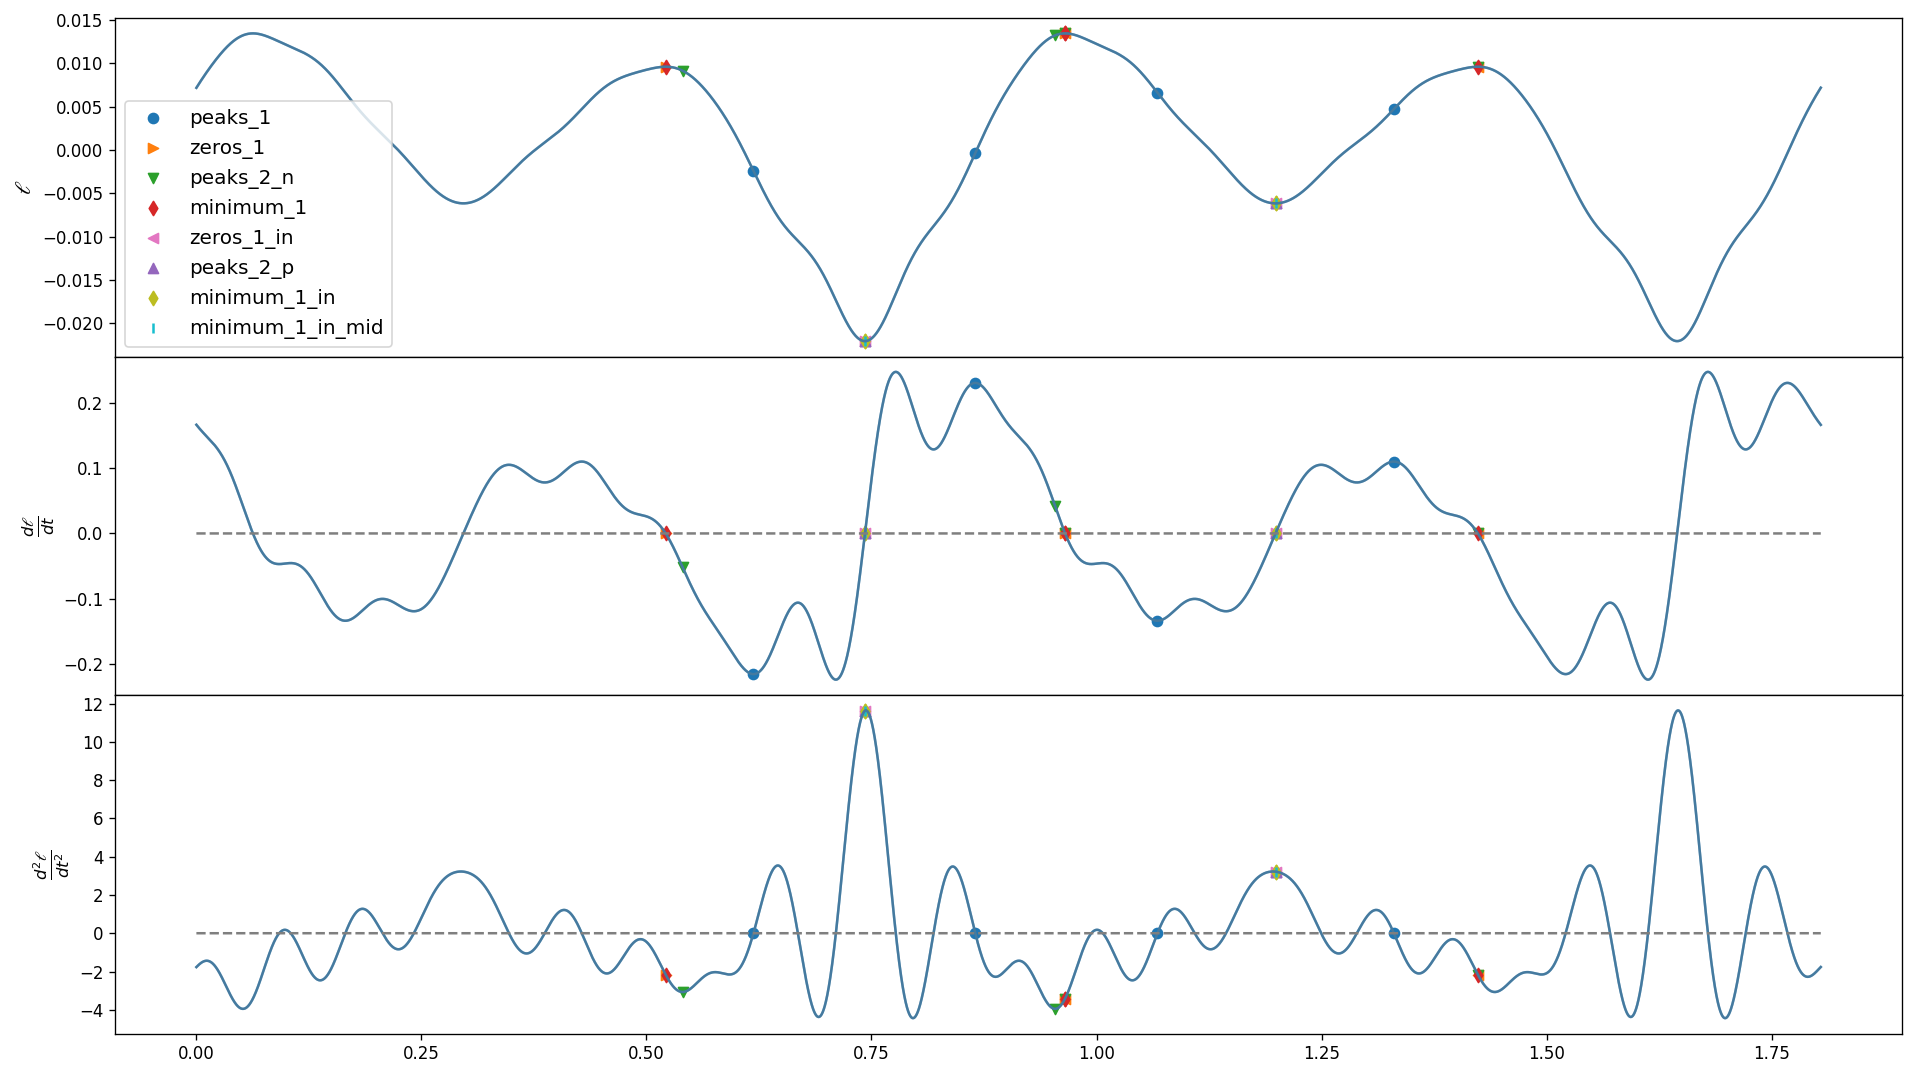 0.015
0.010
0.005
0.000
−0.005
−0.010
−0.015
−0.020
ℓ
peaks_1
zeros_1
peaks_2_n
minimum_1
zeros_1_in
peaks_2_p
minimum_1_in
minimum_1_in_mid
0.2
0.1
0.0
−0.1
−0.2
dℓ
dt
12
10
8
6
4
2
0
−2
−4
d²ℓ
dt²
0.00 0.25 0.50 0.75 1.00 1.25 1.50 1.75